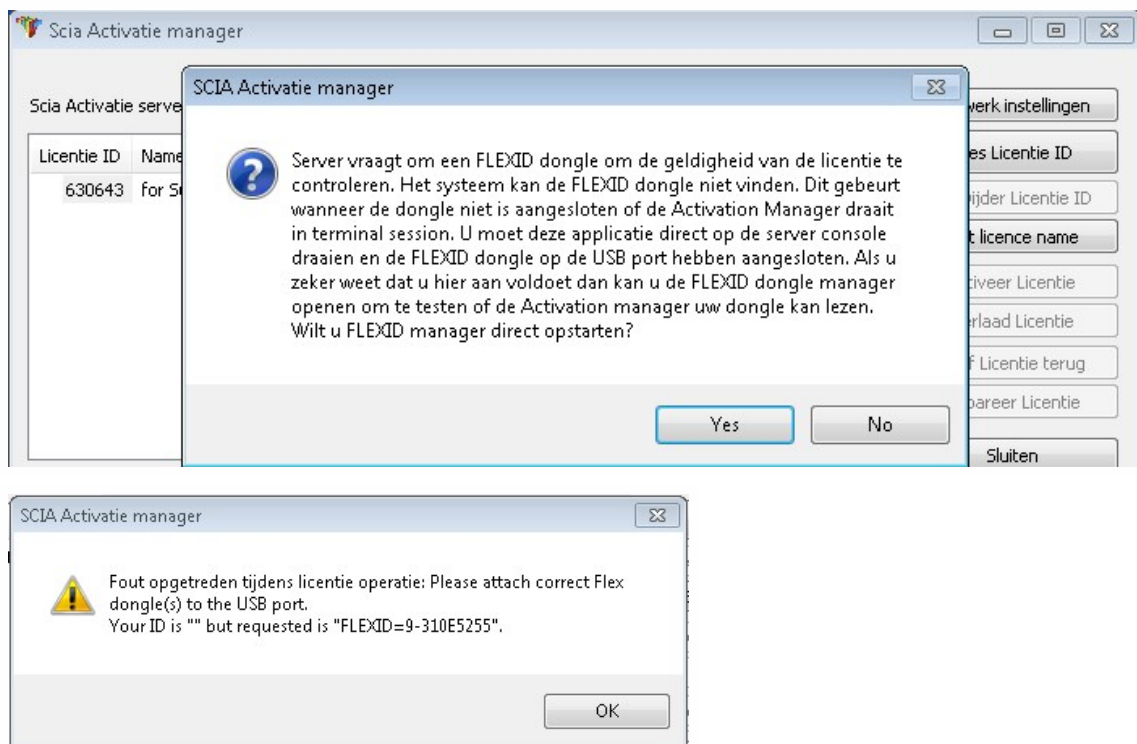 Scia Activatie manager
SCIA Activatie manager
Scia Activatie
Licentie ID Name
630643 for
Server vraagt om een FLEXID dongle om de geldigheid van de licentie te
controleren. Het systeem kan de FLEXID dongle niet vinden. Dit gebeurt
wanneer de dongle niet is aangesloten of de Activation Manager draait
in terminal session. U moet deze applicatie direct op de server console
draaien en de FLEXID dongle op de USB port hebben aangesloten. Als u
zeker weet dat u hier aan voldoet dan kan u de FLEXID dongle manager
openen om te testen of de Activation manager uw dongle kan lezen.
Wilt u FLEXID manager direct opstarten?
Yes
No
instellingen
Licentie ID
Licentie ID
licence name
Licentie
Licentie
Licentie terug
Licentie
Sluiten
SCIA Activatie manager
Fout opgetreden tijdens licentie operatie: Please attach correct Flex
dongle(s) to the USB port.
Your ID is "" but requested is "FLEXID=9-310E5255".
OK